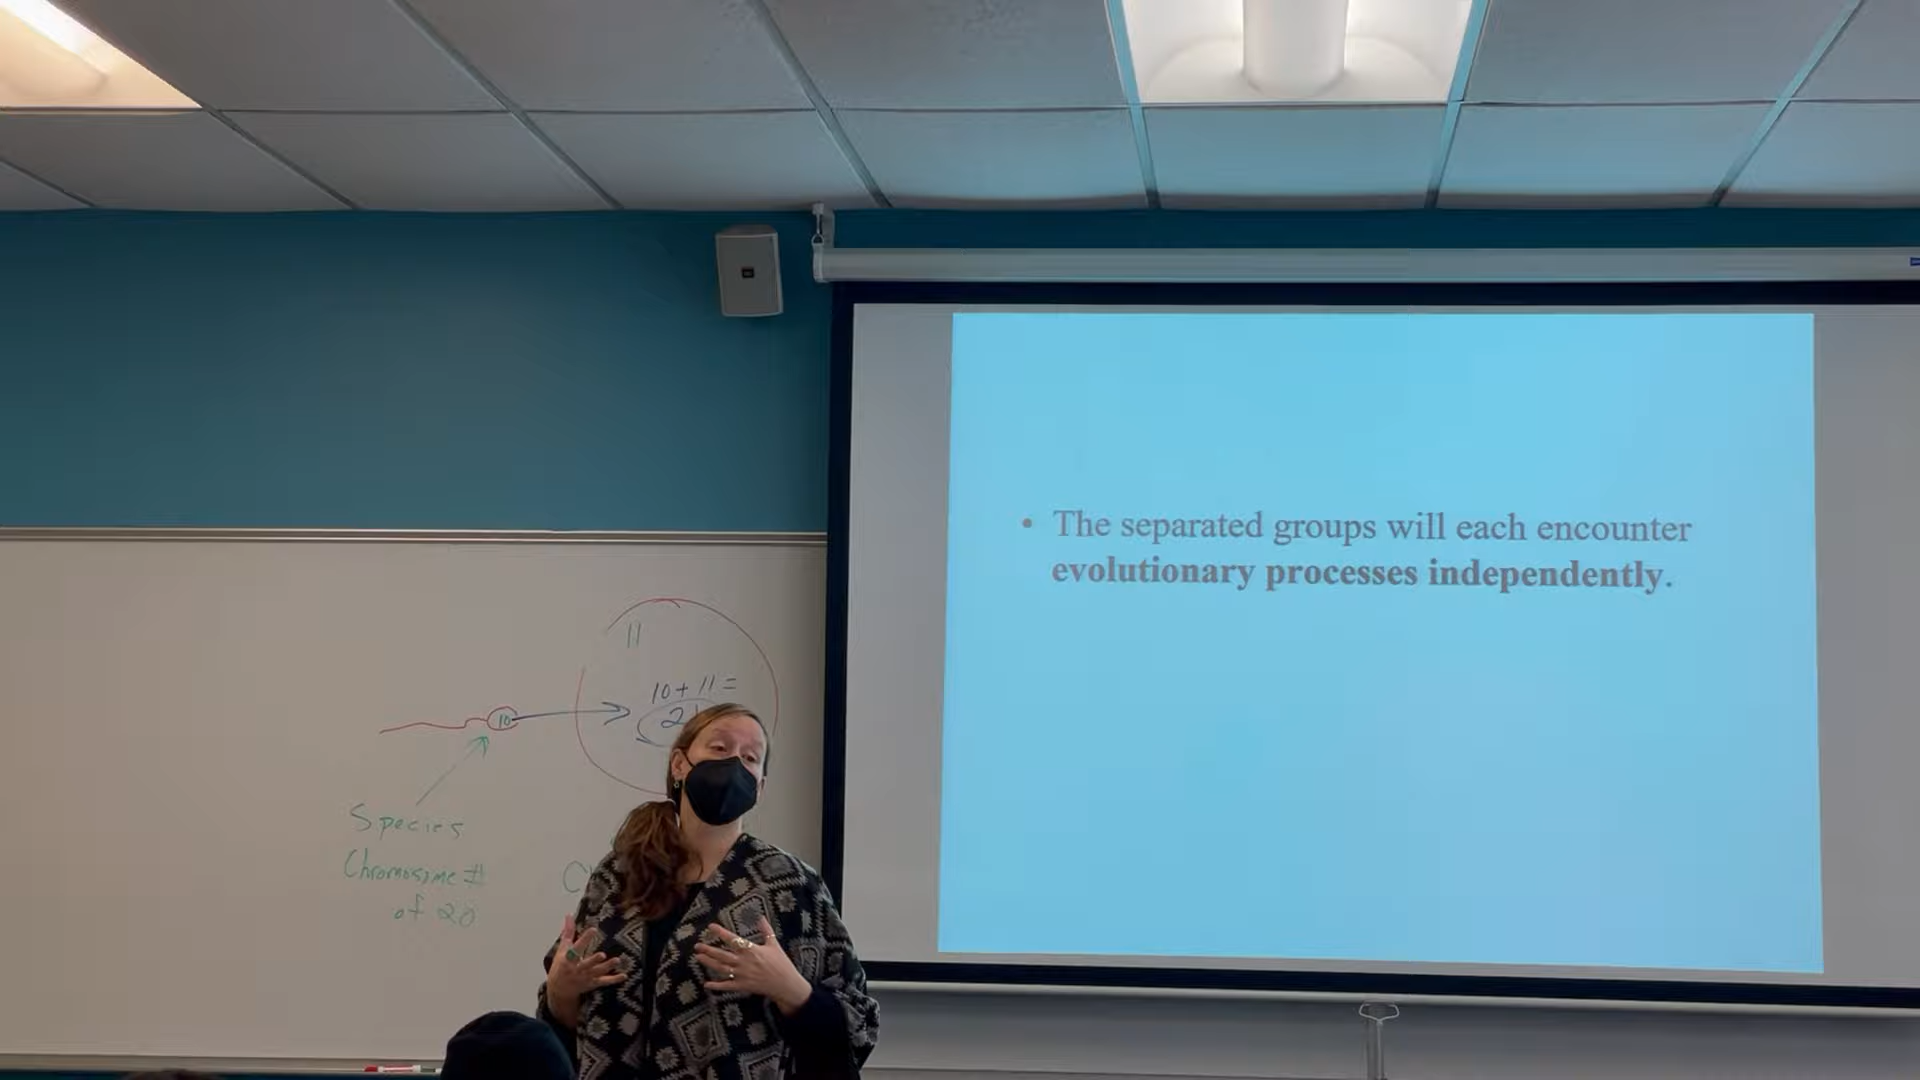 • The separated groups will each encounter
evolutionary processes independently.
11
10 + 11 =
10
Species
Chromosome #
of 20